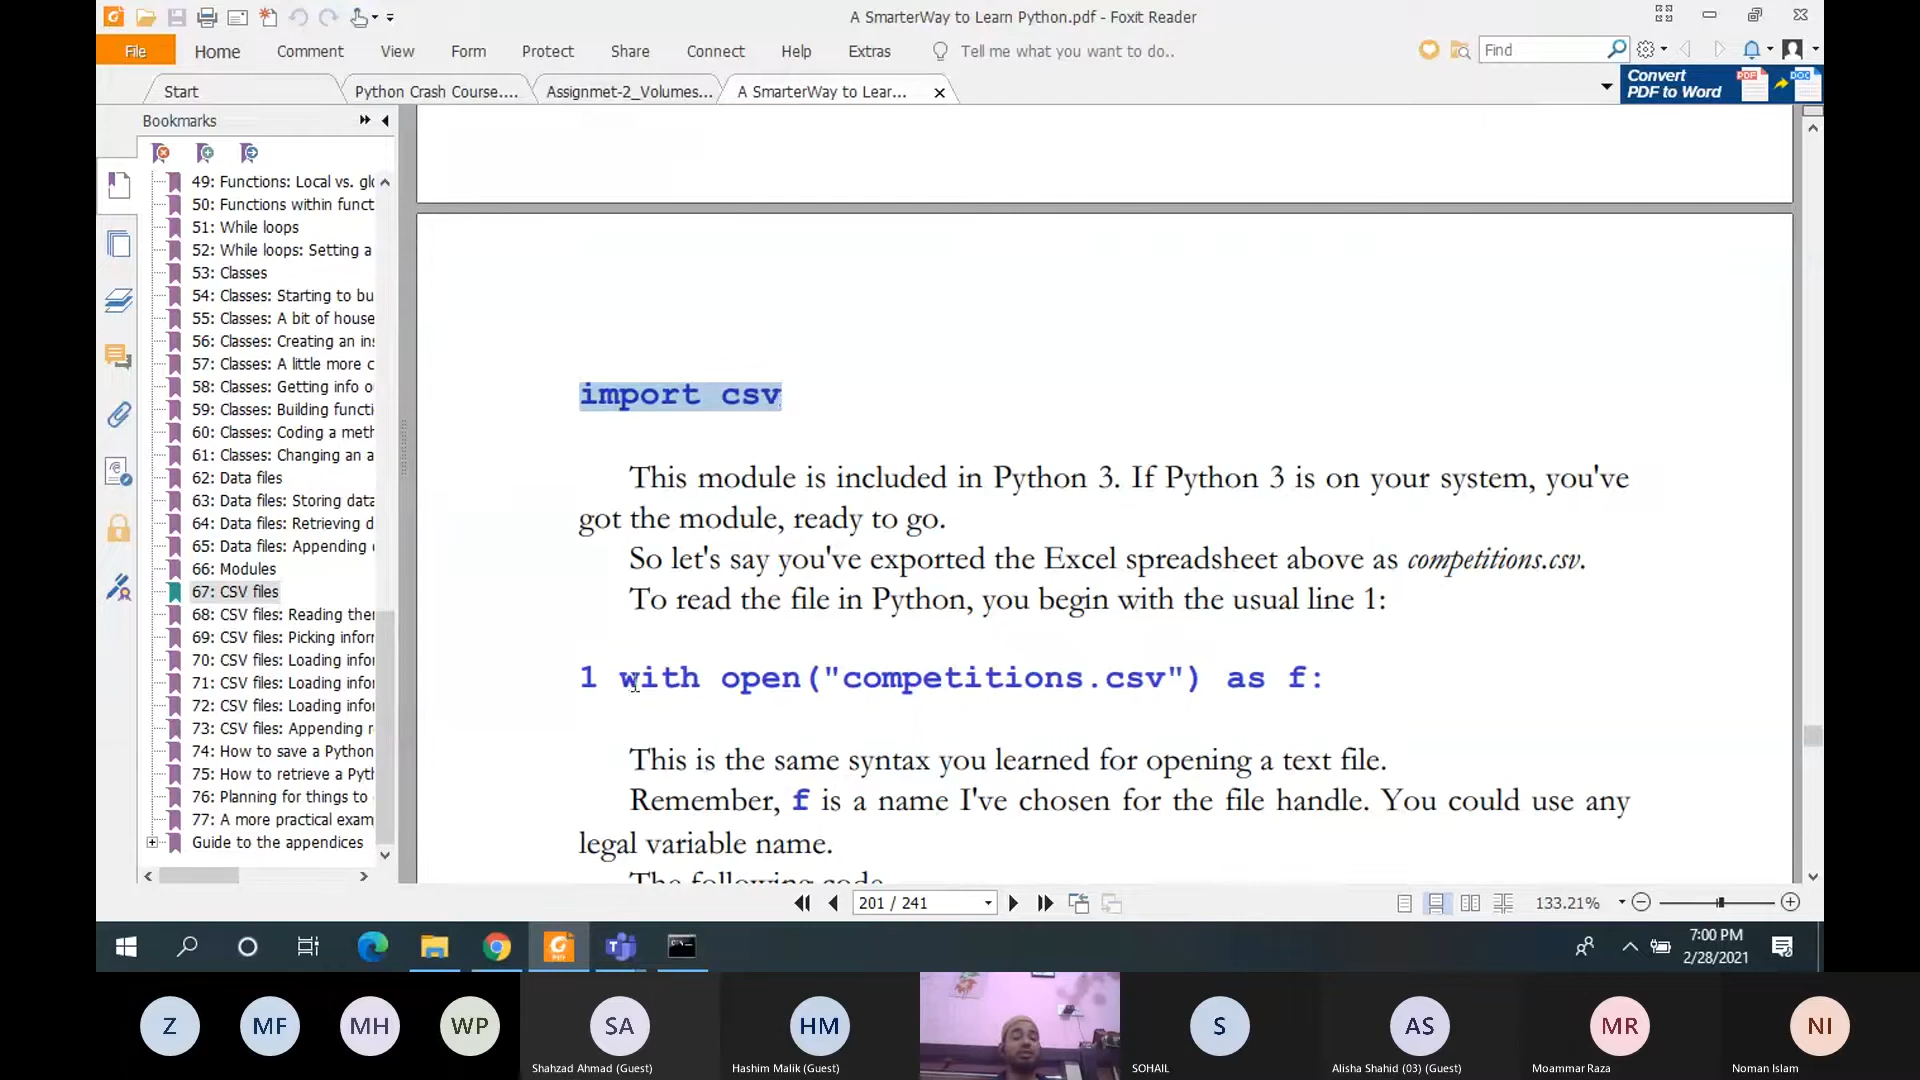 A SmarterWay to Learn Python.pdf - Foxit Reader
File Home Comment View Form Protect Share Connect Help Extras Tell me what you want to do.. Find
Start Python Crash Course.... Assignmet-2_Volumes... A SmarterWay to Lear... Convert PDF to Word PDF DOC
Bookmarks
49: Functions: Local vs. glo
50: Functions within funct
51: While loops
52: While loops: Setting a
53: Classes
54: Classes: Starting to bu
55: Classes: A bit of house
56: Classes: Creating an ins
57: Classes: A little more c
58: Classes: Getting info o
59: Classes: Building functi
60: Classes: Coding a meth
61: Classes: Changing an a
62: Data files
63: Data files: Storing data
64: Data files: Retrieving d
65: Data files: Appending
66: Modules
67: CSV files
68: CSV files: Reading ther
69: CSV files: Picking inforr
70: CSV files: Loading infor
71: CSV files: Loading infor
72: CSV files: Loading infor
73: CSV files: Appending r
74: How to save a Python
75: How to retrieve a Pyth
76: Planning for things to
77: A more practical exam
Guide to the appendices
import csv
This module is included in Python 3. If Python 3 is on your system, you've
got the module, ready to go.
So let's say you've exported the Excel spreadsheet above as competitions.csv.
To read the file in Python, you begin with the usual line 1:
1 with open("competitions.csv") as f:
This is the same syntax you learned for opening a text file.
Remember, f is a name I've chosen for the file handle. You could use any
legal variable name.
The following code
201 / 241
133.21%
7:00 PM
2/28/2021
Z MF MH WP SA HM S AS MR NI
Shahzad Ahmad (Guest) Hashim Malik (Guest) SOHAIL Alisha Shahid (03) (Guest) Moammar Raza Noman Islam